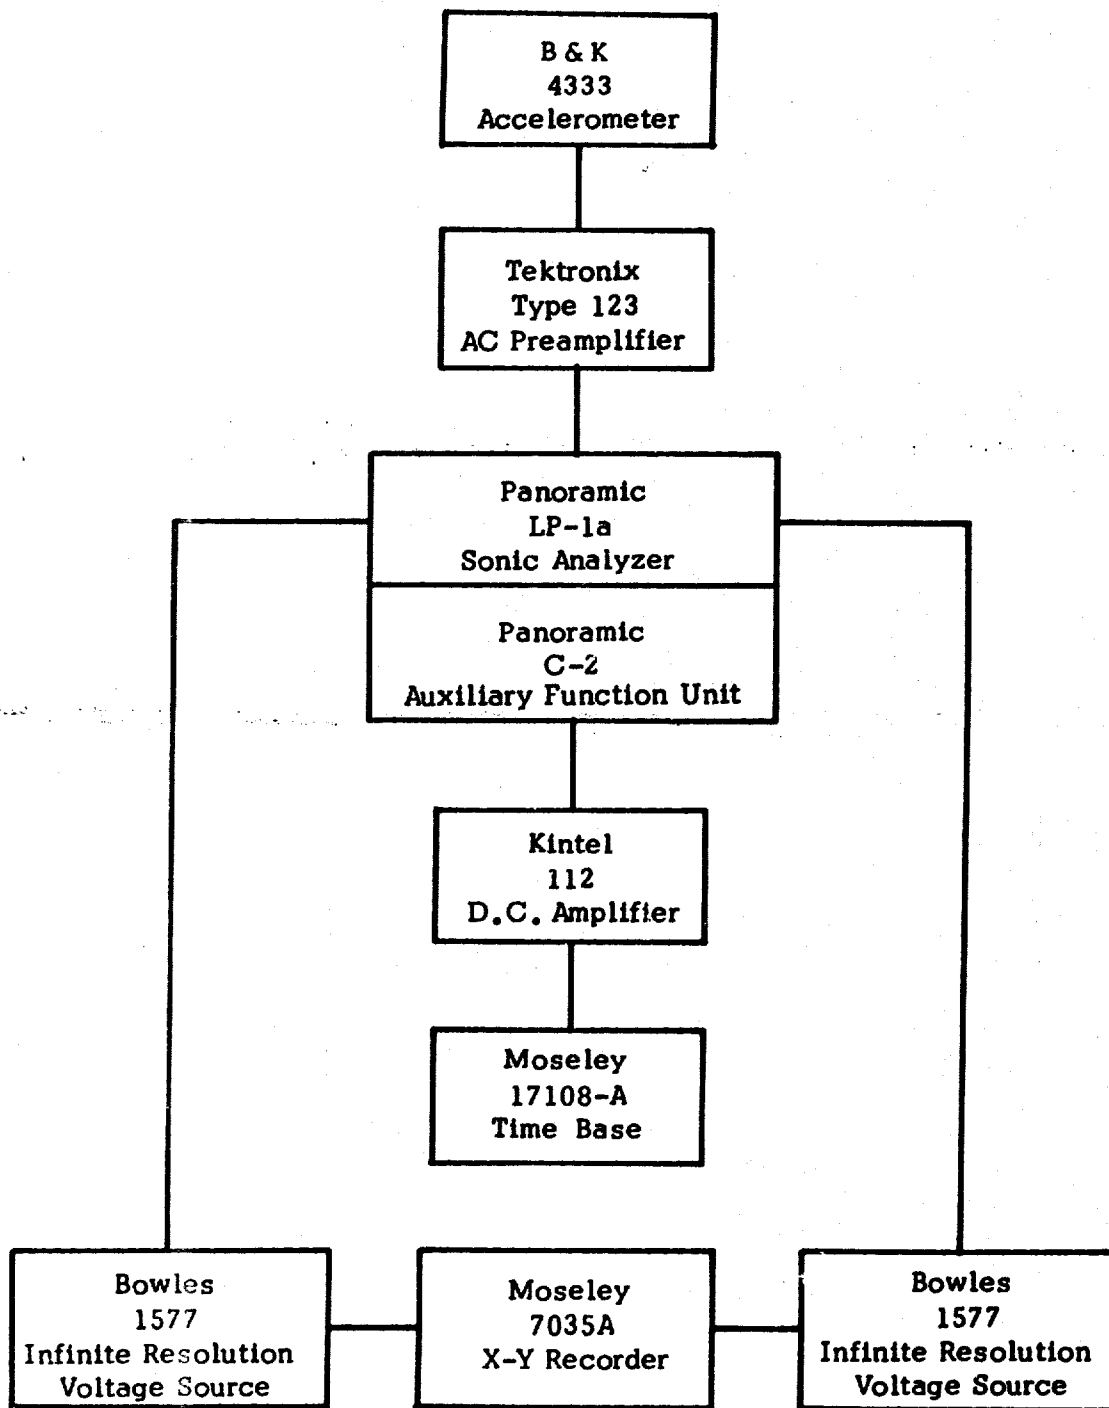 B & K
4333
Accelerometer
Tektronix
Type 123
AC Preamplifier
Panoramic
LP-1a
Sonic Analyzer
Panoramic
C-2
Auxiliary Function Unit
Kintel
112
D.C. Amplifier
Moseley
17108-A
Time Base
Bowles
1577
Infinite Resolution
Voltage Source
Moseley
7035A
X-Y Recorder
Bowles
1577
Infinite Resolution
Voltage Source